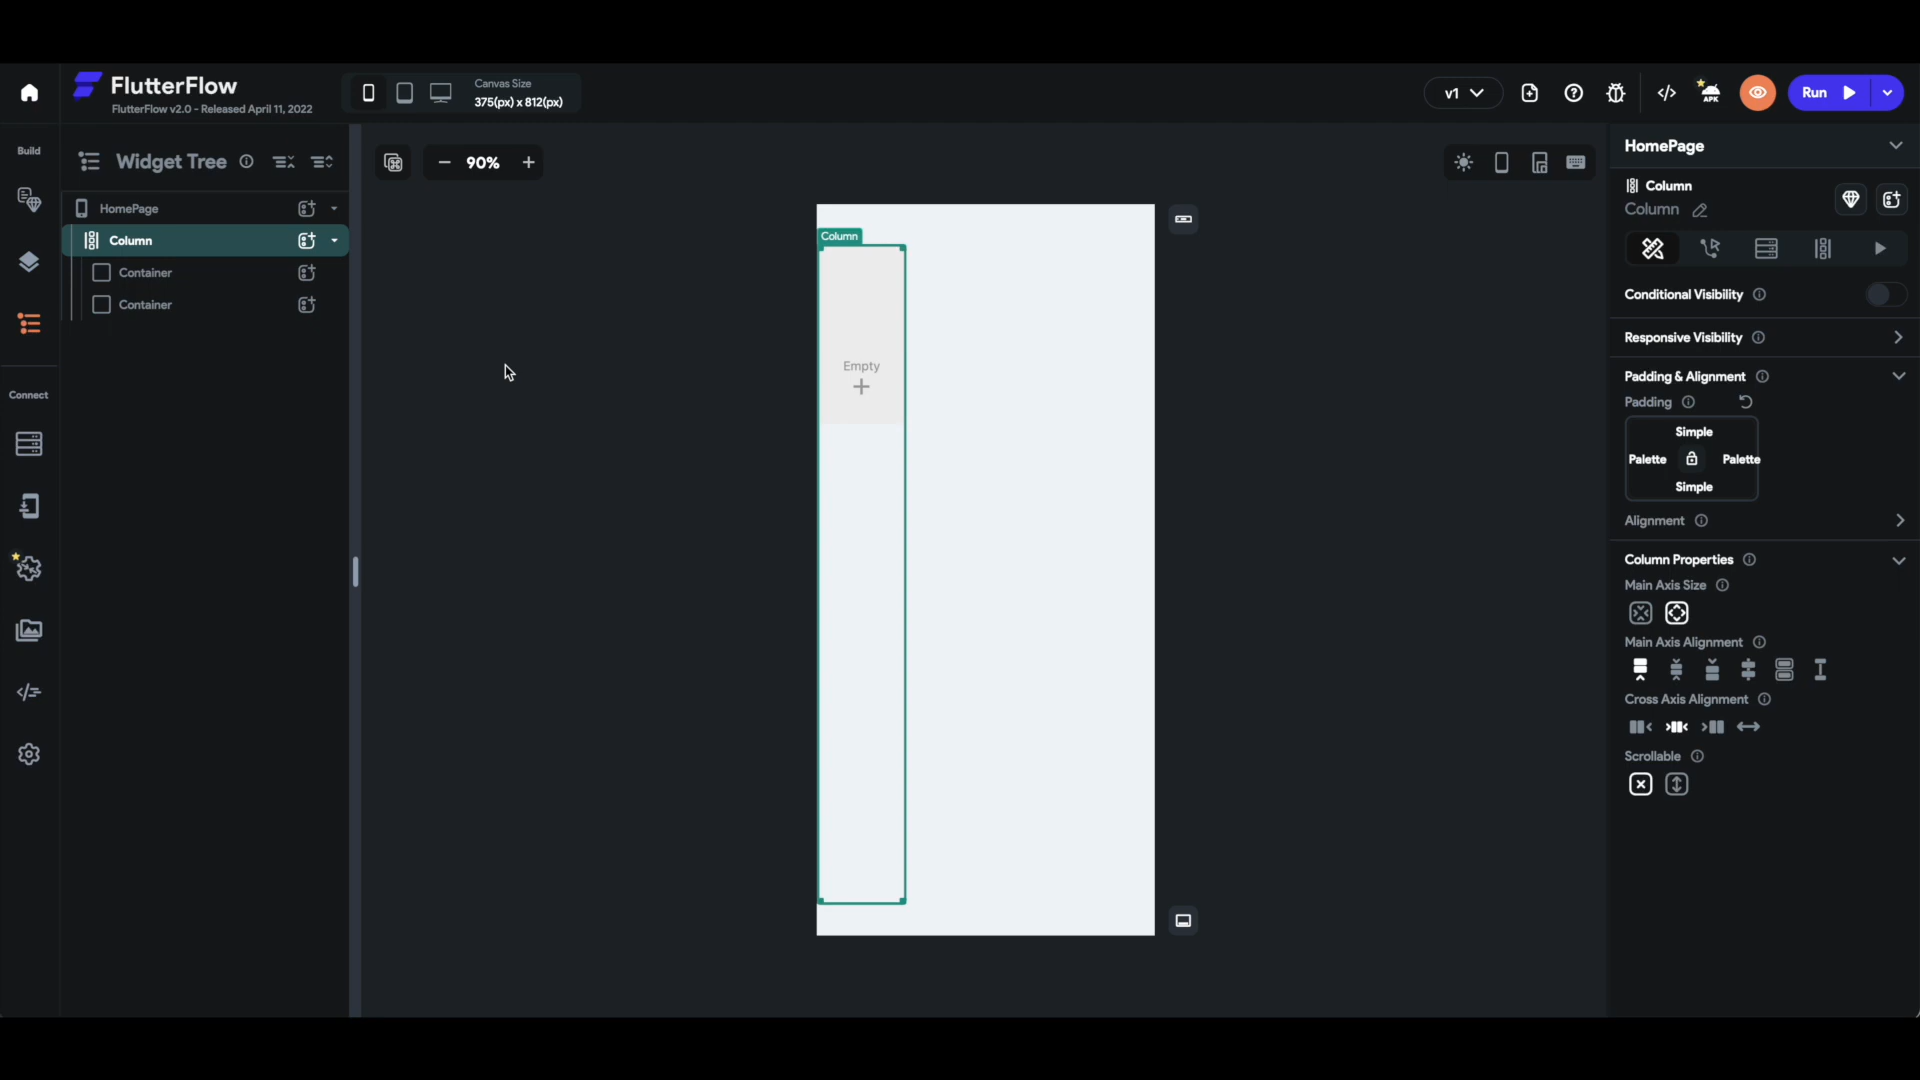 FlutterFlow
FlutterFlow v2.0 - Released April 11, 2022
Canvas Size
375(px) x 812(px)
v1
APK
Run
Build
Widget Tree
90%
HomePage
HomePage
Column
Column
Column
Container
Container
Column
Conditional Visibility
Responsive Visibility
Empty
Padding & Alignment
Padding
Simple
Palette
Palette
Simple
Connect
Alignment
Column Properties
Main Axis Size
Main Axis Alignment
Cross Axis Alignment
Scrollable